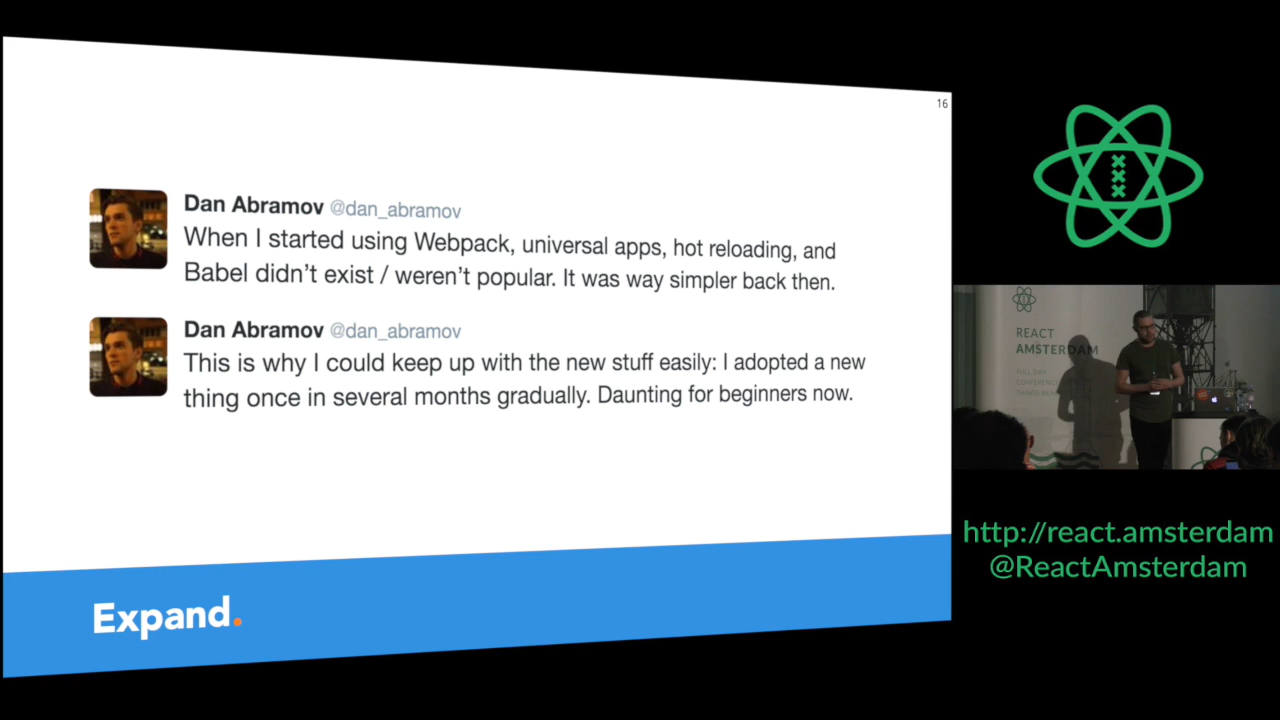 16
Dan Abramov @dan_abramov
When I started using Webpack, universal apps, hot reloading, and
Babel didn't exist / weren't popular. It was way simpler back then.
Dan Abramov @dan_abramov
This is why I could keep up with the new stuff easily: I adopted a new
thing once in several months gradually. Daunting for beginners now.
Expand.
REACT
AMSTERDAM
FULL DAY
http://react.amsterdam
@ReactAmsterdam